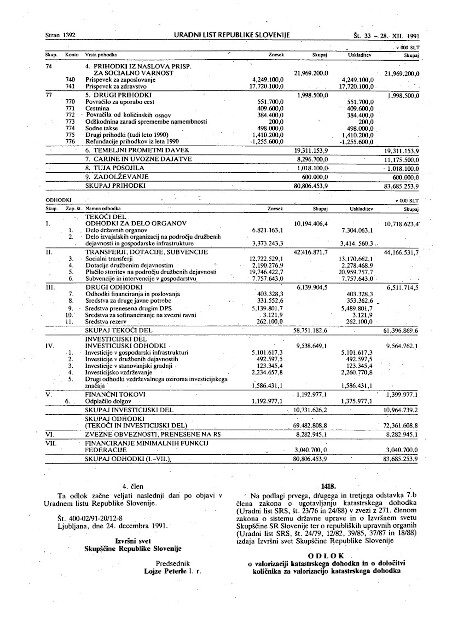 Stran 1392 URADNI LIST REPUBLIKE SLOVENIJE Št. 33 – 28. XII. 1991
v 000 SLT
Skup. Konto Vrsta prihodka Znesek Skupaj Uskladitev Skupaj
74 4. PRIHODKI IZ NASLOVA PRISP.
ZA SOCIALNO VARNOST 21,969.200,0 21,969.200,0
740 Prispevek za zaposlovanje 4,249.100,0 4,249.100,0
741 Prispevek za zdravstvo 17,720.100,0 17,720.100,0
77 5. DRUGI PRIHODKI 1,998.500,0 1,998.500,0
770 Povračilo za uporabo cest 551.700,0 551.700,0
771 Cestnina 409.600,0 409.600,0
772 Povračilo od količinskih osnov 384.400,0 384.400,0
773 Odškodnina zaradi spremembe namembnosti 200,0 200,0
774 Sodne takse 498.000,0 498.000,0
775 Drugi prihodki (tudi leto 1990) 1,410.200,0 1,410.200,0
776 Refundacije prihodkov iz leta 1990 -1,255.600,0 -1,255.600,0
6. TEMELJNI PROMETNI DAVEK 19,311.153,9 19,311.153,9
7. CARINE IN UVOZNE DAJATVE 8,296.700,0 11,175.500,0
8. TUJA POSOJILA 1,018.100,0 1,018.100,0
9. ZADOLŽEVANJE 600.000,0 600.000,0
SKUPAJ PRIHODKI 80,806.453,9 83,685.253,9
ODHODKI v 000 SLT
Skup. Zap. št. Namen odhodka Znesek Skupaj Uskladitev Skupaj
TEKOČI DEL
I. ODHODKI ZA DELO ORGANOV 10,194.406,4 10,718.623,4
1. Delo državnih organov 6,821.163,1 7,304.063,1
2. Delo izvajalskih organizacij na področju družbenih
dejavnosti in gospodarske infrastrukture 3,373.243,3 3,414.560,3
II. TRANSFERJI, DOTACIJE, SUBVENCIJE 42,416.871,7 44,166.531,7
3. Socialni transferji 12,722.529,1 13,170.662,1
4. Dotacije družbenim dejavnostim 2,190.276,9 2,278.468,9
5. Plačilo storitev na področju družbenih dejavnosti 19,746.422,7 20,959.757,7
6. Subvencije in intervencije v gospodarstvu 7,757.643,0 7,757.643,0
III. DRUGI ODHODKI 6,139.904,5 6,511.714,5
7. Odhodki financiranja in poslovanja 403.328,3 403.328,3
8. Sredstva za druge javne potrebe 331.552,6 353.362,6
9. Sredstva prenesena drugim DPS 5,139.801,7 5,489.801,7
10. Sredstva za sofinanciranje na zvezni ravni 3.121,9 3.121,9
11. Sredstva rezerv 262.100,0 262.100,0
SKUPAJ TEKOČI DEL 58,751.182,6 61,396.869,6
INVESTICIJSKI DEL
IV. INVESTICIJSKI ODHODKI 9,538.649,1 9,564.762,1
1. Investicije v gospodarski infrastrukturi 5,101.617,3 5,101.617,3
2. Investicije v družbenih dejavnostih 492.597,5 492.597,5
3. Investicije v stanovanjski gradnji 123.345,4 123.345,4
4. Investicijsko vzdrževanje 2,234.657,8 2,260.770,8
5. Drugi odhodki vzdrževalnega oziroma investicijskega
značaja 1,586.431,1 1,586.431,1
V. FINANČNI TOKOVI 1,192.977,1 1,399.977,1
6. Odplačilo dolgov 1,192.977,1 1,375.977,1
SKUPAJ INVESTICIJSKI DEL 10,731.626,2 10,964.739,2
SKUPAJ ODHODKI
(TEKOČI IN INVESTICIJSKI DEL) 69,482.808,8 72,361.608,8
VI. ZVEZNE OBVEZNOSTI, PRENESENE NA RS 8,282.945,1 8,282.945,1
VII. FINANCIRANJE MINIMALNIH FUNKCIJ
FEDERACIJE 3,040.700,0 3,040.700,0
SKUPAJ ODHODKI (I.–VII.) 80,806.453,9 83,685.253,9
4. člen
Ta odlok začne veljati naslednji dan po objavi v
Uradnem listu Republike Slovenije.
Št. 400-02/91-20/12-8
Ljubljana, dne 24. decembra 1991.
Izvršni svet
Skupščine Republike Slovenije
Predsednik
Lojze Peterle l. r.
1418.
Na podlagi prvega, drugega in tretjega odstavka 7.b
člena zakona o ugotavljanju katastrskega dohodka
(Uradni list SRS, št. 23/76 in 24/88) v zvezi z 271. členom
zakona o sistemu državne uprave in o Izvršnem svetu
Skupščine SR Slovenije ter o republiških upravnih organih
(Uradni list SRS, št. 24/79, 12/82, 39/85, 37/87 in 18/88)
izdaja Izvršni svet Skupščine Republike Slovenije
ODLOK
o valorizaciji katastrskega dohodka in o določitvi
količnika za valorizacijo katastrskega dohodka